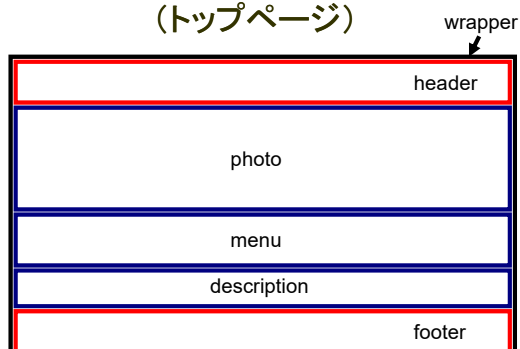 (トップページ)
wrapper
header
photo
menu
description
footer